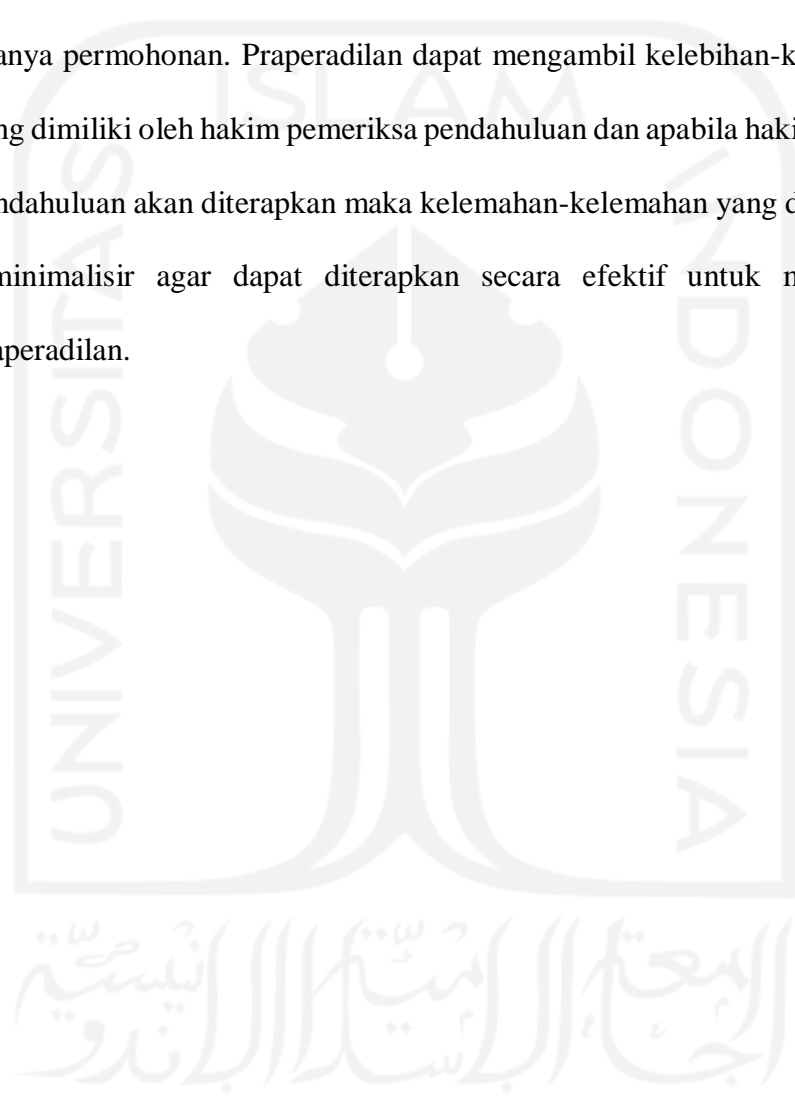 anya permohonan. Praperadilan dapat mengambil kelebihan-k
ng dimiliki oleh hakim pemeriksa pendahuluan dan apabila haki
ndahuluan akan diterapkan maka kelemahan-kelemahan yang d
minimalisir agar dapat diterapkan secara efektif untuk m
aperadilan.
ISLAM
UNIVERSITAS
INDONESIA